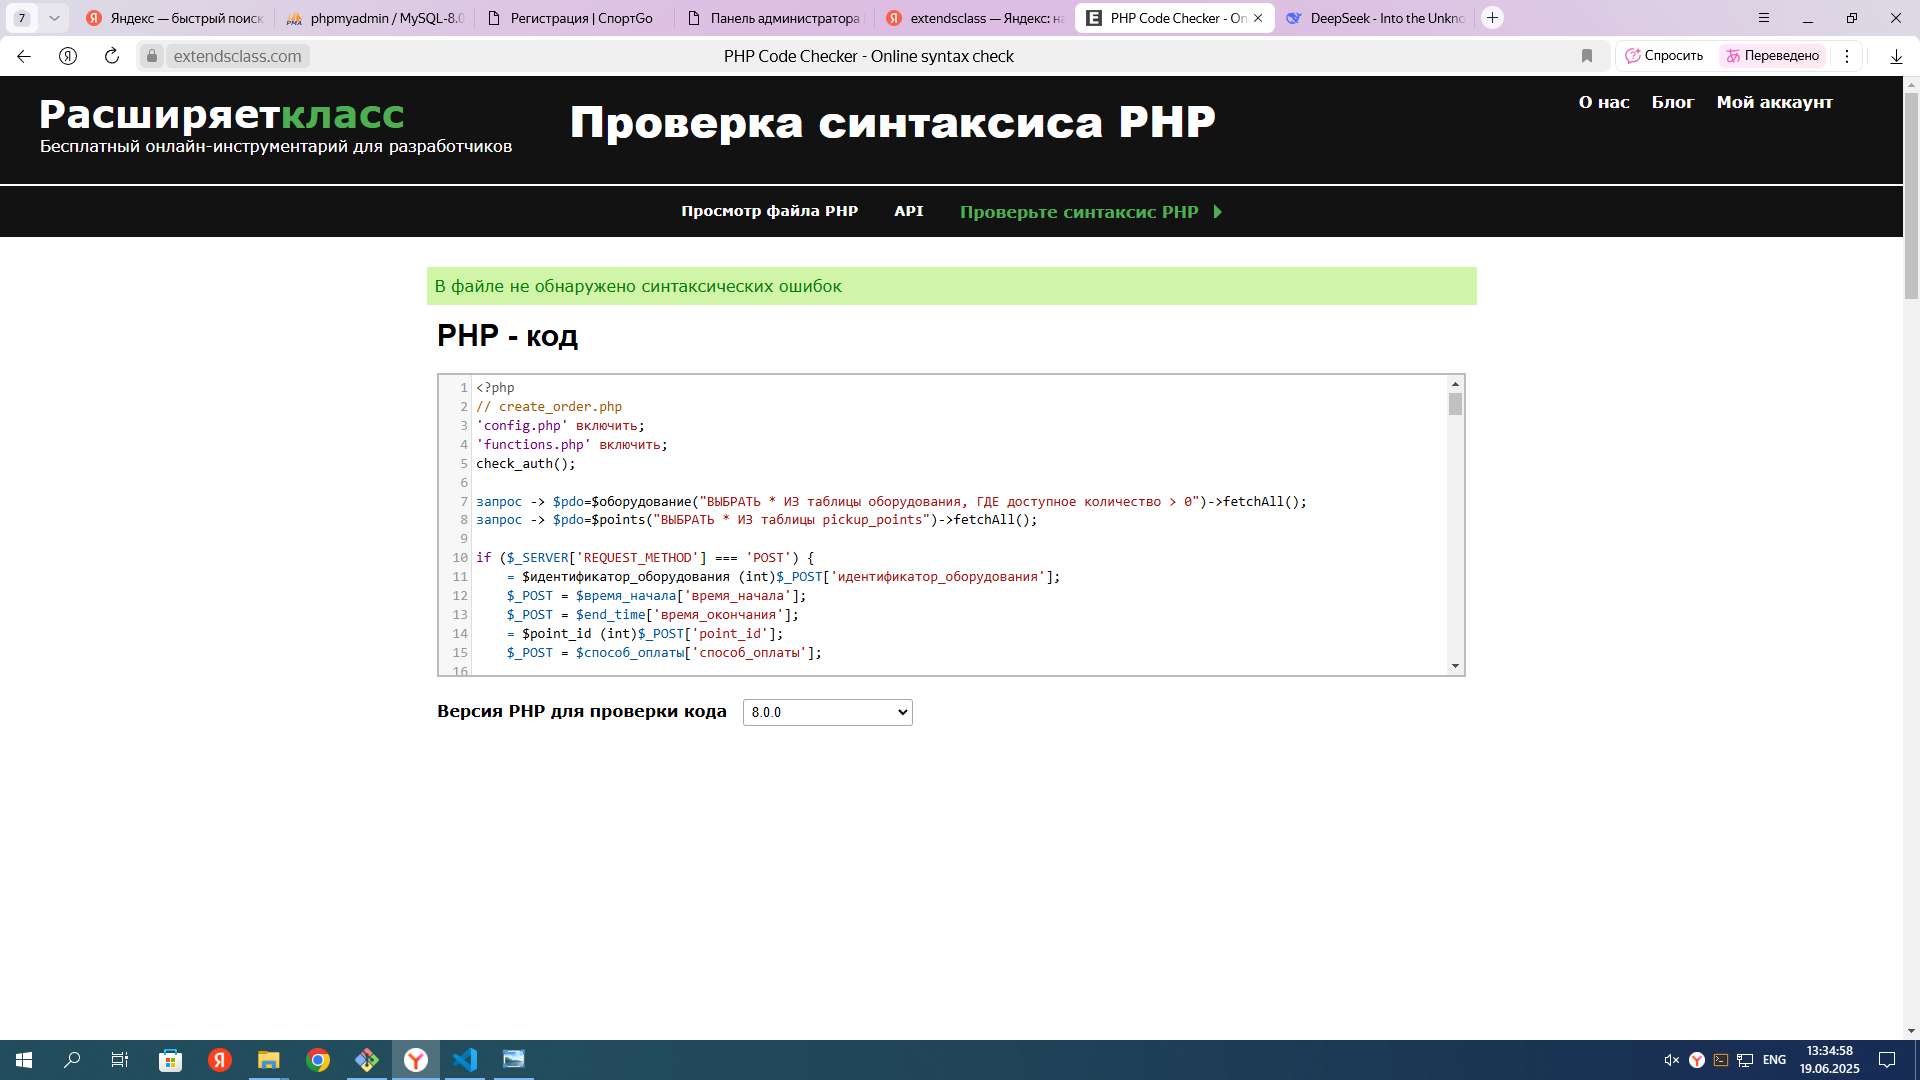 7
Яндекс — быстрый поиск
phpmyadmin / MySQL-8.0
Регистрация | СпортGo
Панель администратора
extendsclass — Яндекс: на
PHP Code Checker - On
DeepSeek - Into the Unkno
extendsclass.com
PHP Code Checker - Online syntax check
Спросить
Переведено
Расширяеткласс
Бесплатный онлайн-инструментарий для разработчиков
Проверка синтаксиса PHP
О нас Блог Мой аккаунт
Просмотр файла PHP API Проверьте синтаксис PHP
В файле не обнаружено синтаксических ошибок
PHP - код
1 <?php
2 // create_order.php
3 'config.php' включить;
4 'functions.php' включить;
5 check_auth();
6
7 запрос -> $pdo=$оборудование("ВЫБРАТЬ * ИЗ таблицы оборудования, ГДЕ доступное количество > 0")->fetchAll();
8 запрос -> $pdo=$points("ВЫБРАТЬ * ИЗ таблицы pickup_points")->fetchAll();
9
10 if ($_SERVER['REQUEST_METHOD'] === 'POST') {
11 = $идентификатор_оборудования (int)$_POST['идентификатор_оборудования'];
12 $_POST = $время_начала['время_начала'];
13 $_POST = $end_time['время_окончания'];
14 = $point_id (int)$_POST['point_id'];
15 $_POST = $способ_оплаты['способ_оплаты'];
16
Версия PHP для проверки кода 8.0.0
ENG
13:34:58
19.06.2025